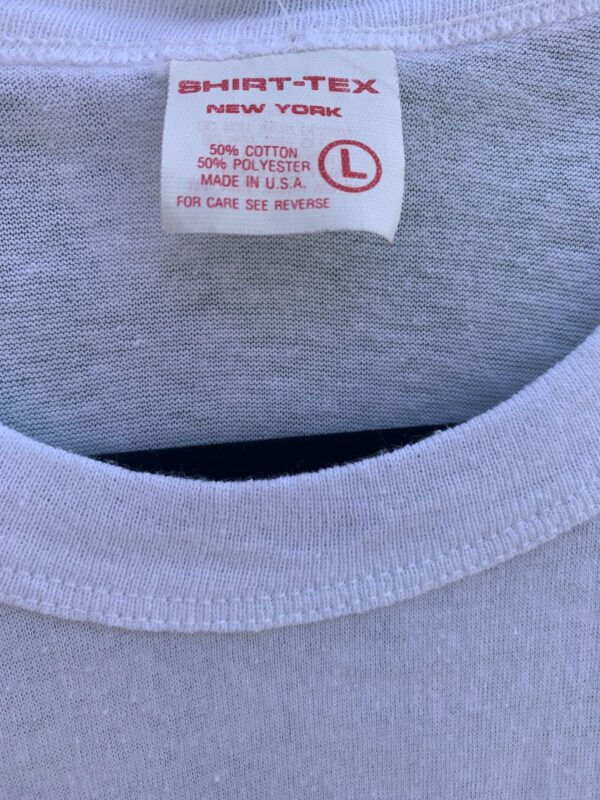 SHIRT-TEX
NEW YORK
50% COTTON
50% POLYESTER
MADE IN U.S.A.
L
FOR CARE SEE REVERSE